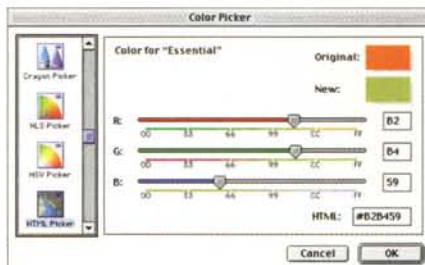 Color Picker
Crayon Picker
HLS Picker
HSV Picker
HTML Picker
Color for "Essential"
Original:
New:
R:
00 33 66 99 CC FF
B2
G:
00 33 66 99 CC FF
B4
B:
00 33 66 99 CC FF
59
HTML: #B2B459
Cancel OK